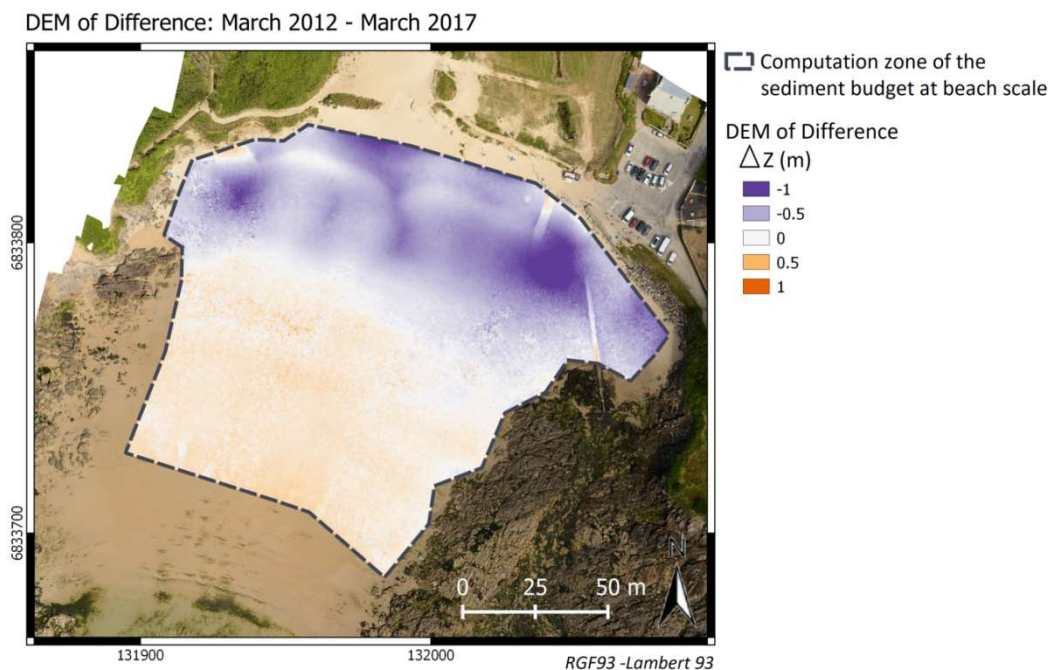 DEM of Difference: March 2012 - March 2017
Computation zone of the
sediment budget at beach scale
DEM of Difference
△Z (m)
-1
-0.5
0
0.5
1
6833800
6833700
N
0 25 50 m
131900 132000
RGF93 -Lambert 93